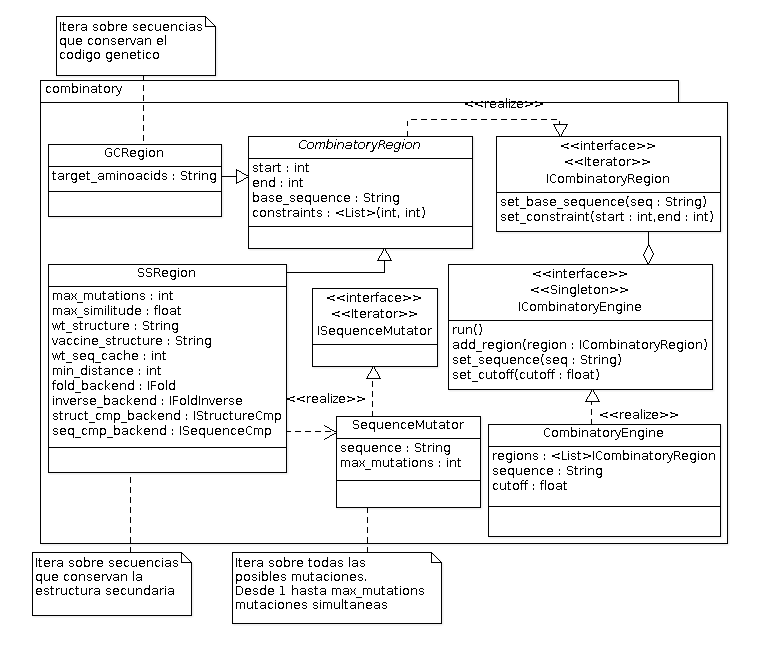 Itera sobre secuencias
que conservan el
codigo genetico
combinatory
<<realize>>
GCRegion
target_aminoacids : String
CombinatoryRegion
start : int
end : int
base_sequence : String
constraints : <List>(int, int)
<<interface>>
<<Iterator>>
ICombinatoryRegion
set_base_sequence(seq : String)
set_constraint(start : int,end : int)
SSRegion
max_mutations : int
max_similitude : float
wt_structure : String
vaccine_structure : String
wt_seq_cache : int
min_distance : int
fold_backend : IFold
inverse_backend : IFoldInverse
struct_cmp_backend : IStructureCmp
seq_cmp_backend : ISequenceCmp
<<interface>>
<<Iterator>>
ISequenceMutator
<<interface>>
<<Singleton>>
ICombinatoryEngine
run()
add_region(region : ICombinatoryRegion)
set_sequence(seq : String)
set_cutoff(cutoff : float)
<<realize>>
<<realize>>
SequenceMutator
sequence : String
max_mutations : int
CombinatoryEngine
regions : <List>ICombinatoryRegion
sequence : String
cutoff : float
Itera sobre secuencias
que conservan la
estructura secundaria
Itera sobre todas las
posibles mutaciones.
Desde 1 hasta max_mutations
mutaciones simultaneas